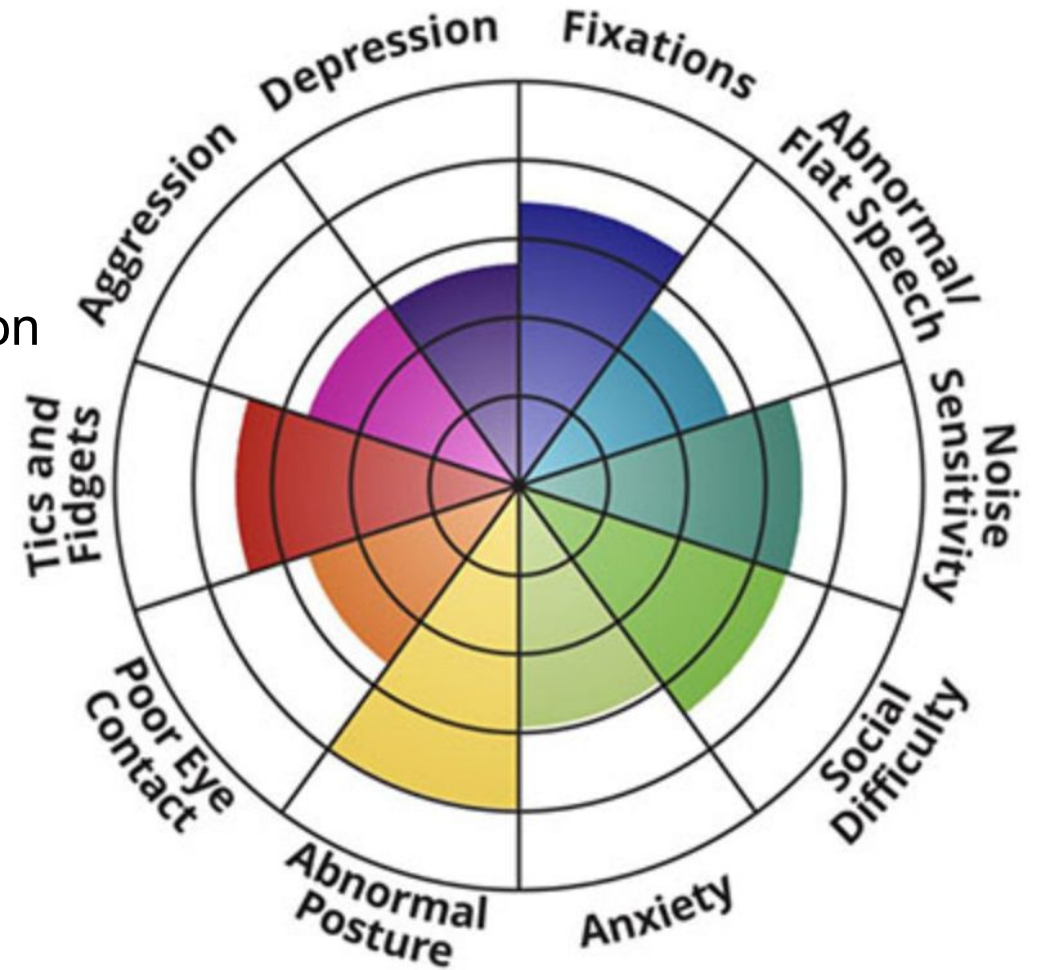 Depression
Fixations
Abnormal/
Flat Speech
Noise
Sensitivity
Social
Difficulty
Anxiety
Abnormal
Posture
Poor Eye
Contact
Tics and
Fidgets
Aggression
on